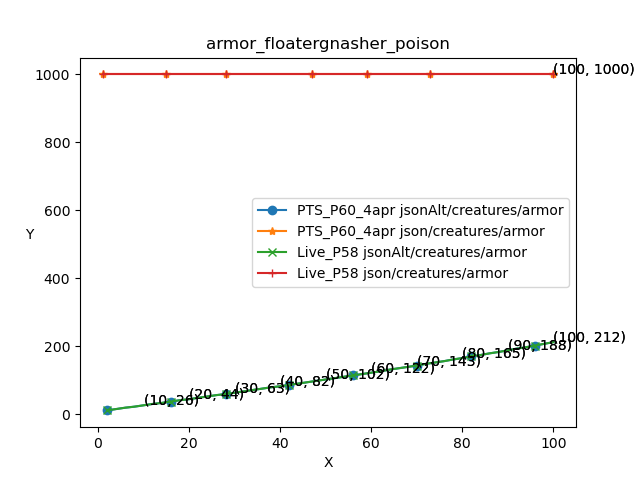 armor_floatergnasher_poison
1000
(100, 1000)
800
PTS_P60_4apr jsonAlt/creatures/armor
600
PTS_P60_4apr json/creatures/armor
Y
Live_P58 jsonAlt/creatures/armor
Live_P58 json/creatures/armor
400
200
(100, 212)
(90, 188)
(80, 165)
(70, 143)
(60, 122)
(50, 102)
(40, 82)
(30, 63)
(20, 44)
(10, 26)
0
0 20 40 60 80 100
X